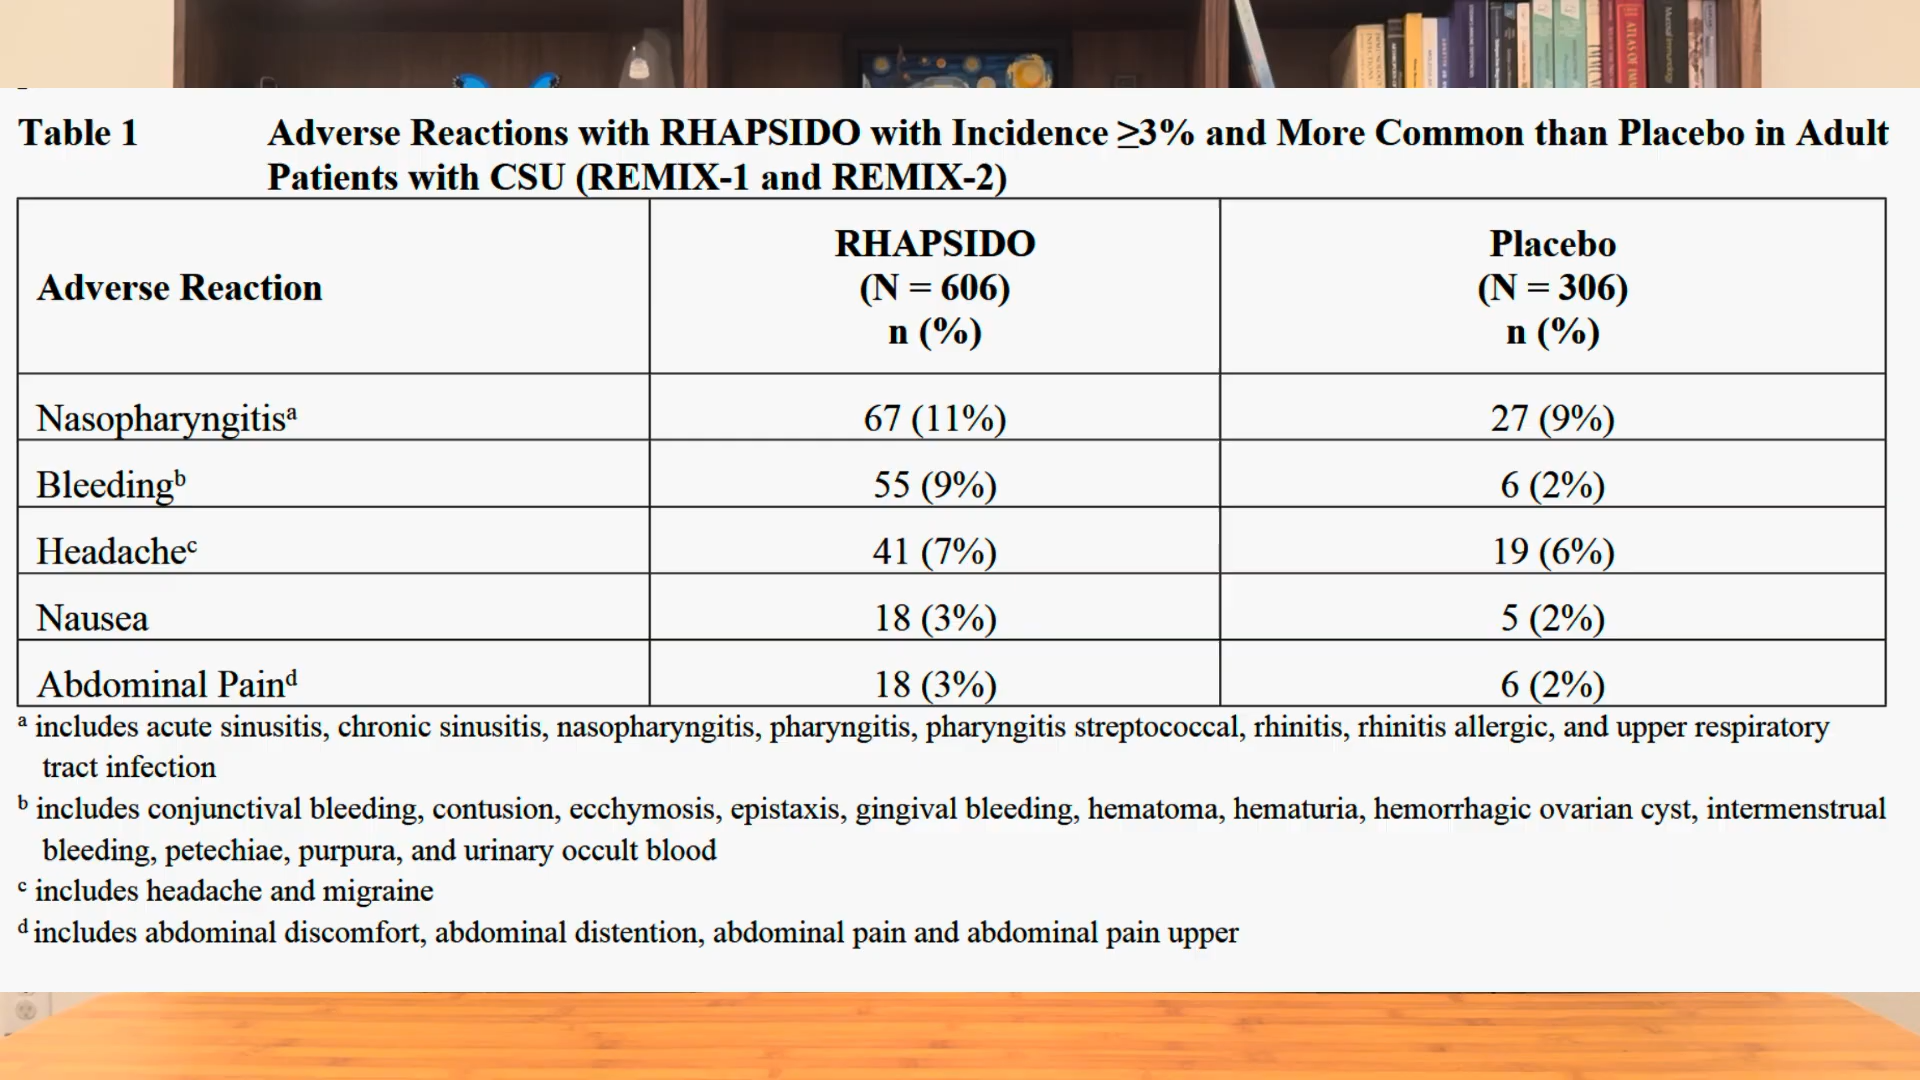 Table 1 Adverse Reactions with RHAPSIDO with Incidence ≥3% and More Common than Placebo in Adult
Patients with CSU (REMIX-1 and REMIX-2)
Adverse Reaction
RHAPSIDO
(N = 606)
n (%)
Placebo
(N = 306)
n (%)
Nasopharyngitisᵃ 67 (11%) 27 (9%)
Bleedingᵇ 55 (9%) 6 (2%)
Headacheᶜ 41 (7%) 19 (6%)
Nausea 18 (3%) 5 (2%)
Abdominal Painᵈ 18 (3%) 6 (2%)
ᵃ includes acute sinusitis, chronic sinusitis, nasopharyngitis, pharyngitis, pharyngitis streptococcal, rhinitis, rhinitis allergic, and upper respiratory
tract infection
ᵇ includes conjunctival bleeding, contusion, ecchymosis, epistaxis, gingival bleeding, hematoma, hematuria, hemorrhagic ovarian cyst, intermenstrual
bleeding, petechiae, purpura, and urinary occult blood
ᶜ includes headache and migraine
ᵈ includes abdominal discomfort, abdominal distention, abdominal pain and abdominal pain upper